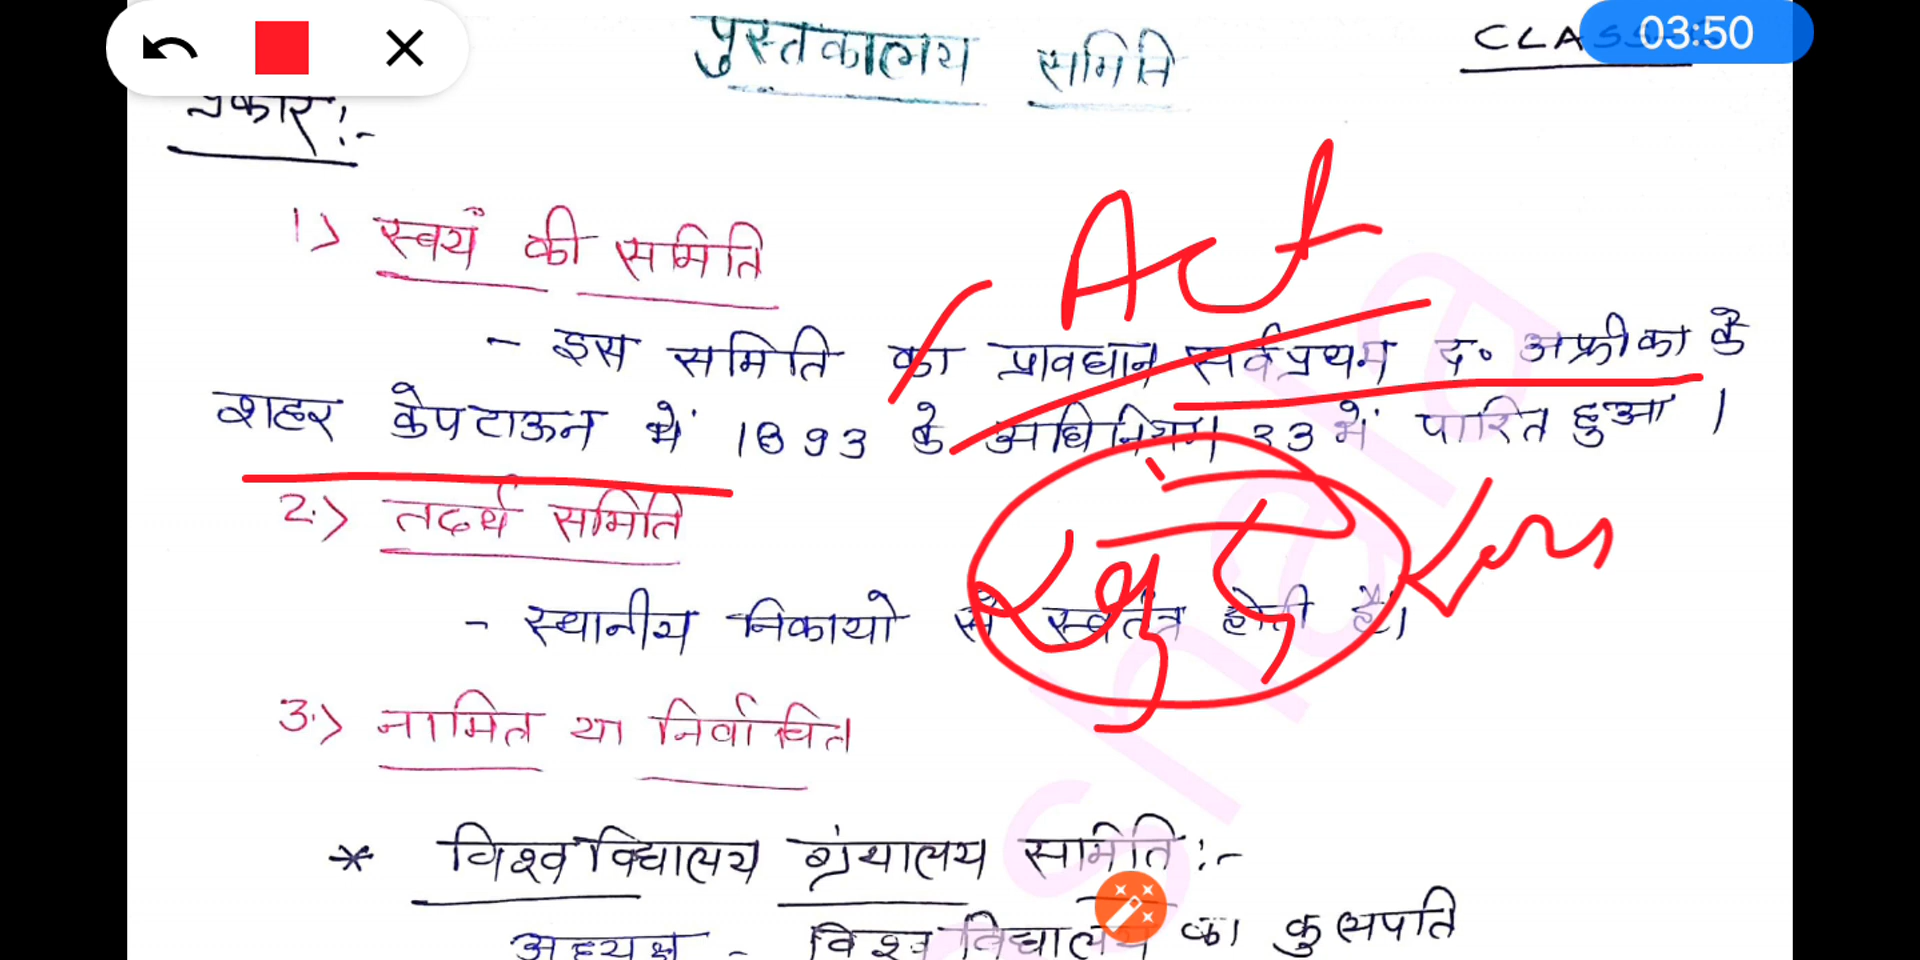 03:50
पुस्तकालय समिति
CLASS-
प्रकार:-
1) स्वयं की समिति
Act
- इस समिति का प्रावधान सर्वप्रथम द० अफ्रीका के
शहर केपटाऊन में 1893 के अधिनियम 33 में पारित हुआ ।
2.) तदर्थ समिति
- स्थानीय निकायो से स्वतंत्र होती है।
3.) नामित या निर्वाचित
* विश्वविद्यालय ग्रंथालय समिति :-
अध्यक्ष - विश्वविद्यालय का कुलपति